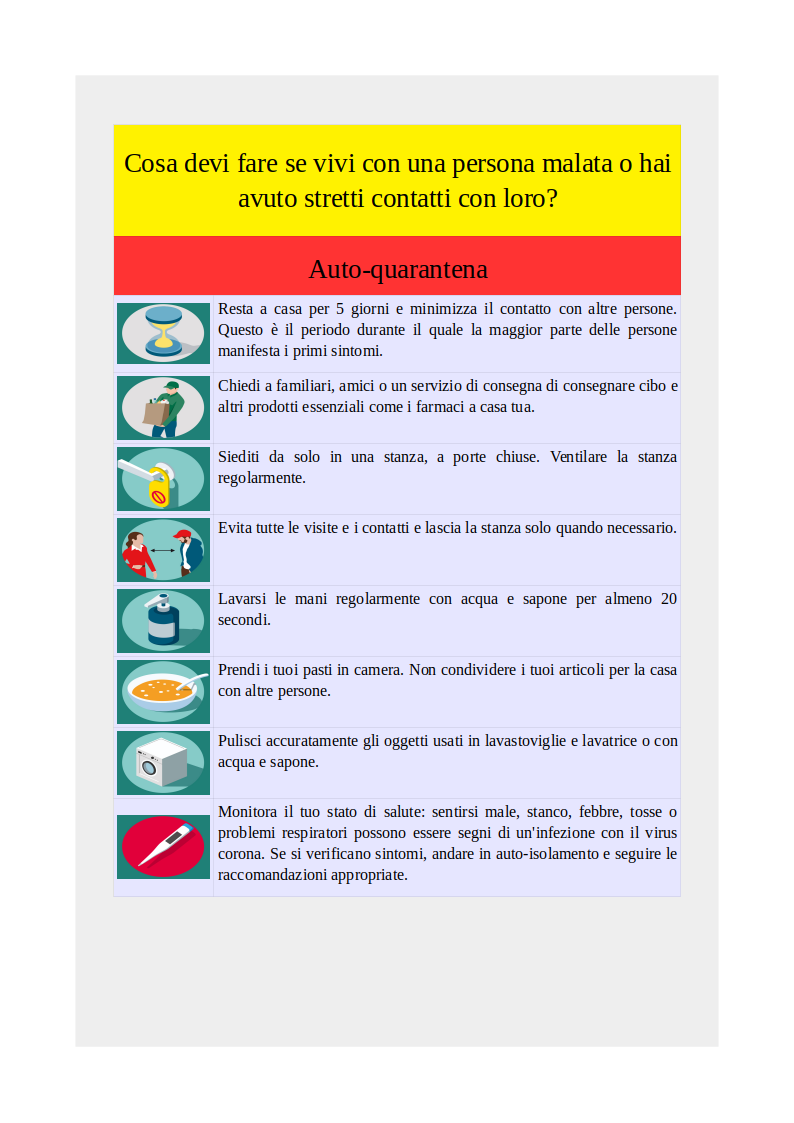 Cosa devi fare se vivi con una persona malata o hai
avuto stretti contatti con loro?
Auto-quarantena
Resta a casa per 5 giorni e minimizza il contatto con altre persone.
Questo è il periodo durante il quale la maggior parte delle persone
manifesta i primi sintomi.
Chiedi a familiari, amici o un servizio di consegna di consegnare cibo e
altri prodotti essenziali come i farmaci a casa tua.
Siediti da solo in una stanza, a porte chiuse. Ventilare la stanza
regolarmente.
Evita tutte le visite e i contatti e lascia la stanza solo quando necessario.
Lavarsi le mani regolarmente con acqua e sapone per almeno 20
secondi.
Prendi i tuoi pasti in camera. Non condividere i tuoi articoli per la casa
con altre persone.
Pulisci accuratamente gli oggetti usati in lavastoviglie e lavatrice o con
acqua e sapone.
Monitora il tuo stato di salute: sentirsi male, stanco, febbre, tosse o
problemi respiratori possono essere segni di un'infezione con il virus
corona. Se si verificano sintomi, andare in auto-isolamento e seguire le
raccomandazioni appropriate.